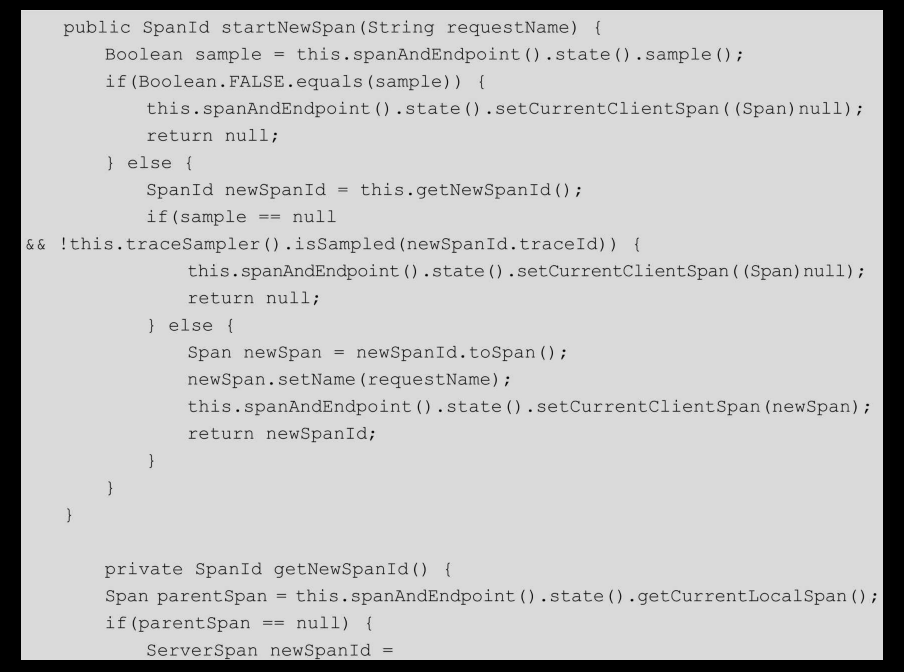 public SpanId startNewSpan(String requestName) {
Boolean sample = this.spanAndEndpoint().state().sample();
if(Boolean.FALSE.equals(sample)) {
this.spanAndEndpoint().state().setCurrentClientSpan((Span)null);
return null;
} else {
SpanId newSpanId = this.getNewSpanId();
if(sample == null
&& !this.traceSampler().isSampled(newSpanId.traceId)) {
this.spanAndEndpoint().state().setCurrentClientSpan((Span)null);
return null;
} else {
Span newSpan = newSpanId.toSpan();
newSpan.setName(requestName);
this.spanAndEndpoint().state().setCurrentClientSpan(newSpan);
return newSpanId;
}
}
}
private SpanId getNewSpanId() {
Span parentSpan = this.spanAndEndpoint().state().getCurrentLocalSpan();
if(parentSpan == null) {
ServerSpan newSpanId =